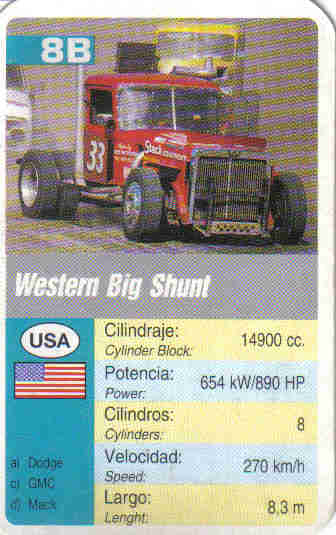 8B
33
Stack
Western Big Shunt
USA
Cilindraje:
Cylinder Block:
14900 cc.
Potencia:
Power:
654 kW/890 HP
Cilindros:
Cylinders:
8
Velocidad:
Speed:
270 km/h
Largo:
Lenght:
8,3 m
a) Dodge
c) GMC
d) Mack